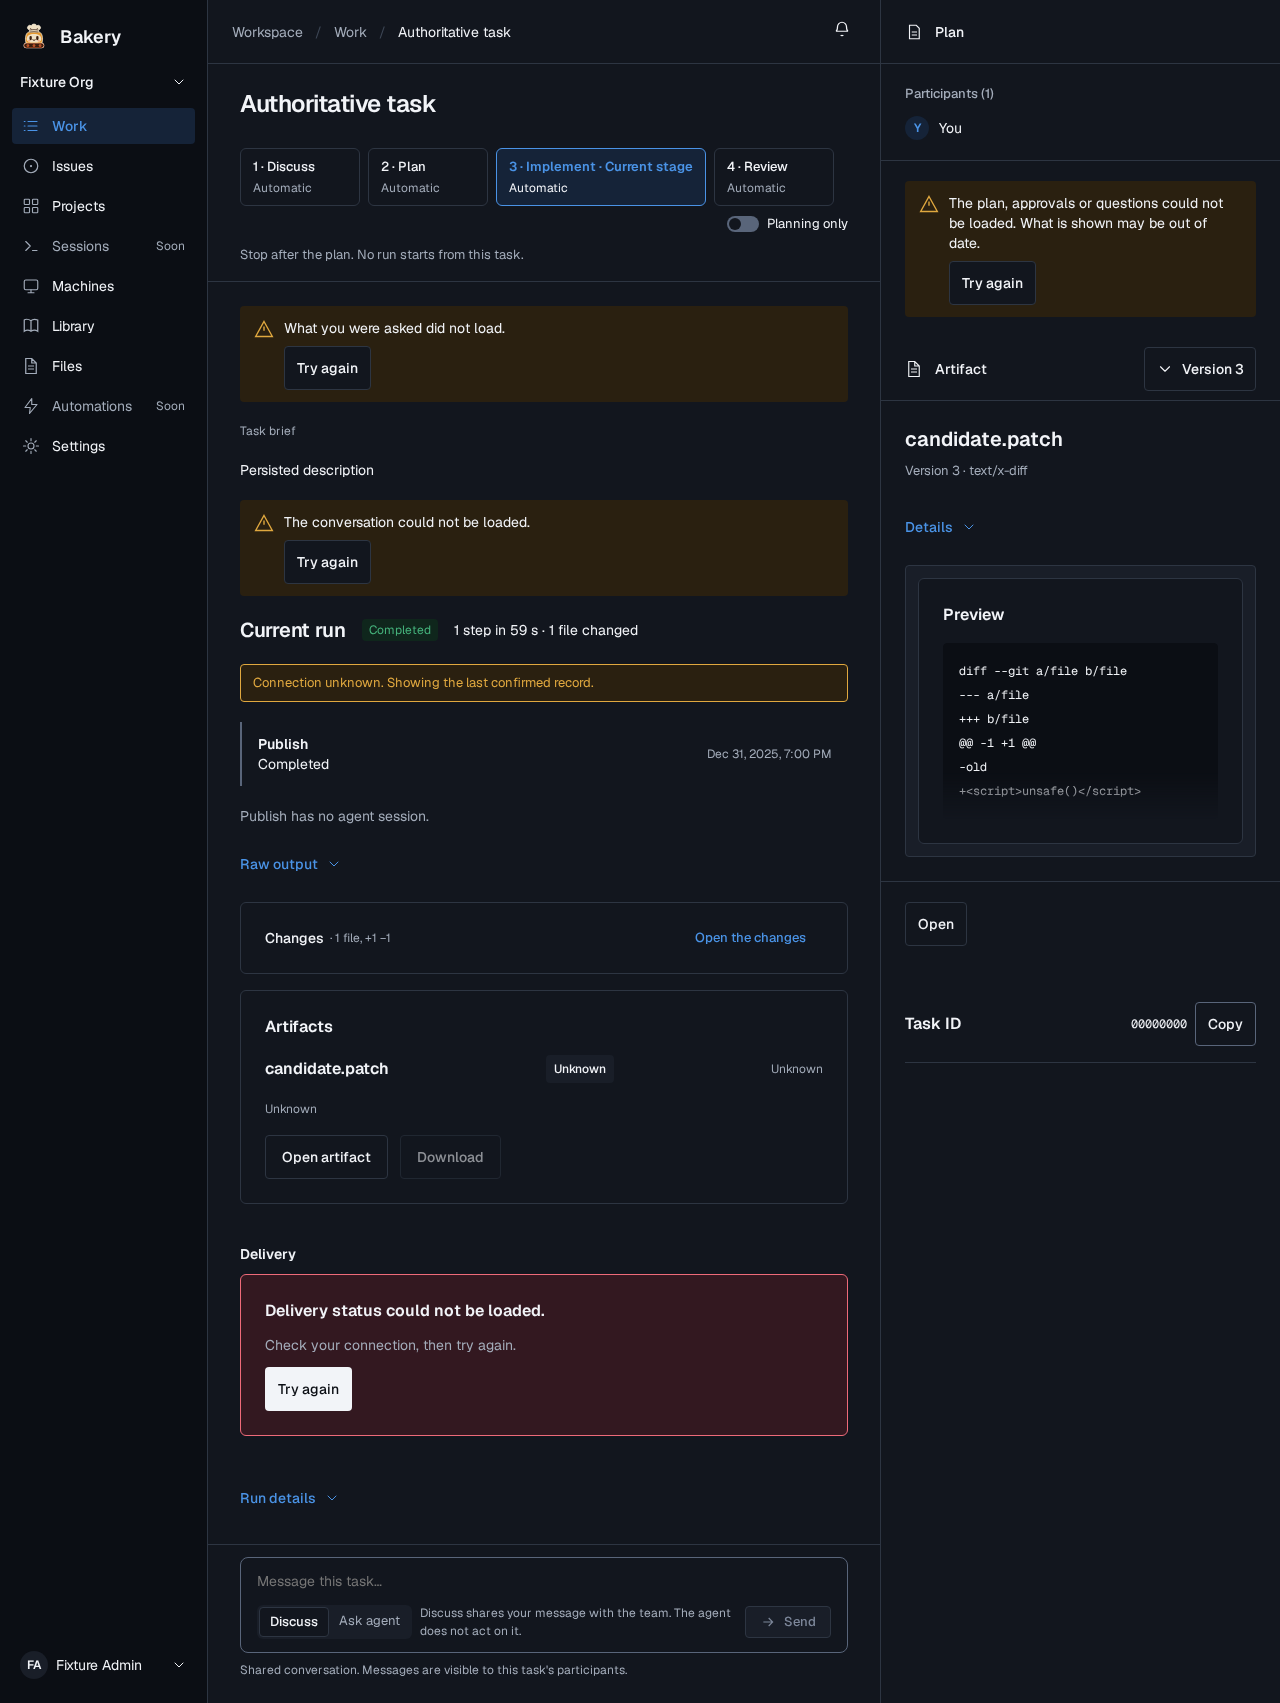 Bakery
Fixture Org
Work
Issues
Projects
Sessions Soon
Machines
Library
Files
Automations Soon
Settings
FA Fixture Admin
Workspace / Work / Authoritative task
Authoritative task
1 · Discuss
Automatic
2 · Plan
Automatic
3 · Implement · Current stage
Automatic
4 · Review
Automatic
Planning only
Stop after the plan. No run starts from this task.
What you were asked did not load.
Try again
Task brief
Persisted description
The conversation could not be loaded.
Try again
Current run Completed 1 step in 59 s · 1 file changed
Connection unknown. Showing the last confirmed record.
Publish
Completed
Dec 31, 2025, 7:00 PM
Publish has no agent session.
Raw output
Changes · 1 file, +1 −1 Open the changes
Artifacts
candidate.patch Unknown Unknown
Unknown
Open artifact Download
Delivery
Delivery status could not be loaded.
Check your connection, then try again.
Try again
Run details
Message this task…
Discuss Ask agent
Discuss shares your message with the team. The agent
does not act on it.
Send
Shared conversation. Messages are visible to this task's participants.
Plan
Participants (1)
Y You
The plan, approvals or questions could not
be loaded. What is shown may be out of
date.
Try again
Artifact Version 3
candidate.patch
Version 3 · text/x-diff
Details
Preview
diff --git a/file b/file
--- a/file
+++ b/file
@@ -1 +1 @@
-old
+<script>unsafe()</script>
Open
Task ID 00000000 Copy